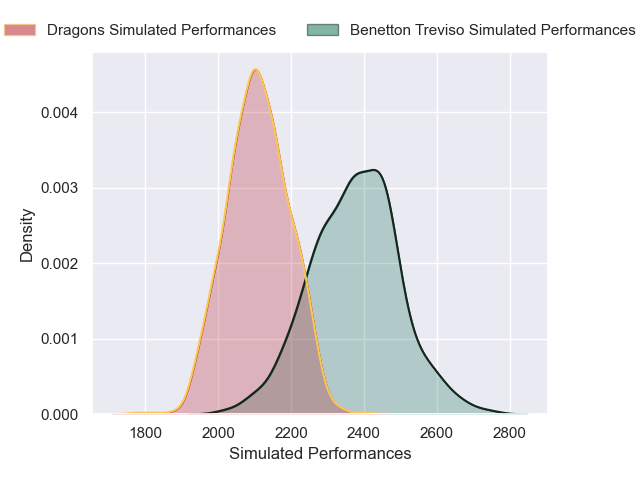 Dragons Simulated Performances
Benetton Treviso Simulated Performances
0.004
0.003
0.002
0.001
0.000
Density
1800 2000 2200 2400 2600 2800
Simulated Performances